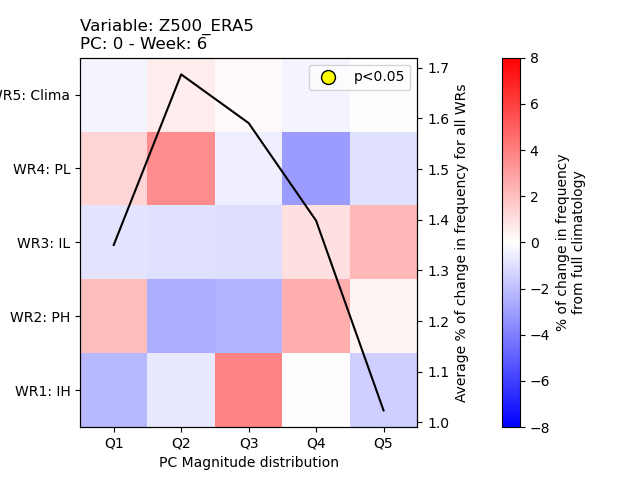 Variable: Z500_ERA5
PC: 0 - Week: 6
p<0.05
WR5: Clima
WR4: PL
WR3: IL
WR2: PH
WR1: IH
Q1 Q2 Q3 Q4 Q5
PC Magnitude distribution
1.7
1.6
1.5
1.4
1.3
1.2
1.1
1.0
Average % of change in frequency for all WRs
8
6
4
2
0
−2
−4
−6
−8
% of change in frequency
from full climatology